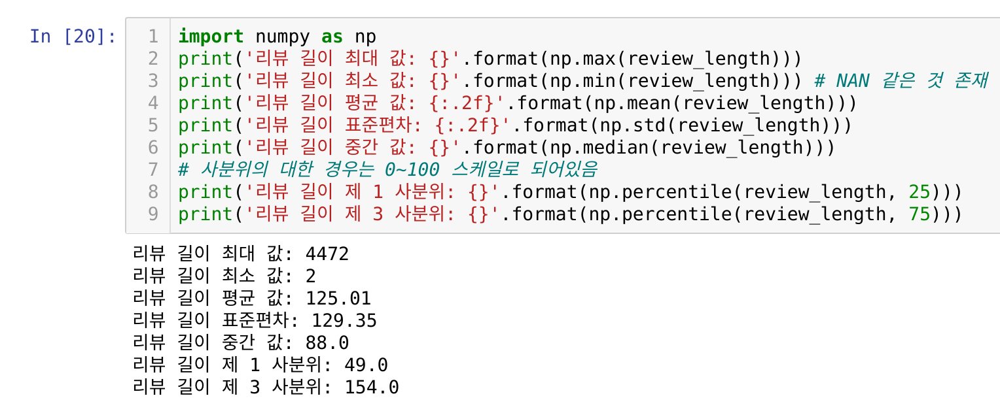 In [20]:
1 import numpy as np
2 print('리뷰 길이 최대 값: {}'.format(np.max(review_length)))
3 print('리뷰 길이 최소 값: {}'.format(np.min(review_length))) # NAN 같은 것 존재
4 print('리뷰 길이 평균 값: {:.2f}'.format(np.mean(review_length)))
5 print('리뷰 길이 표준편차: {:.2f}'.format(np.std(review_length)))
6 print('리뷰 길이 중간 값: {}'.format(np.median(review_length)))
7 # 사분위의 대한 경우는 0~100 스케일로 되어있음
8 print('리뷰 길이 제 1 사분위: {}'.format(np.percentile(review_length, 25)))
9 print('리뷰 길이 제 3 사분위: {}'.format(np.percentile(review_length, 75)))
리뷰 길이 최대 값: 4472
리뷰 길이 최소 값: 2
리뷰 길이 평균 값: 125.01
리뷰 길이 표준편차: 129.35
리뷰 길이 중간 값: 88.0
리뷰 길이 제 1 사분위: 49.0
리뷰 길이 제 3 사분위: 154.0